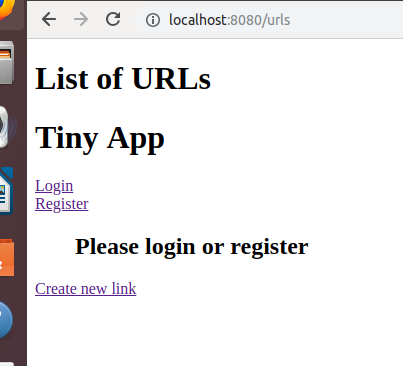 localhost:8080/urls
List of URLs
Tiny App
Login
Register
Please login or register
Create new link